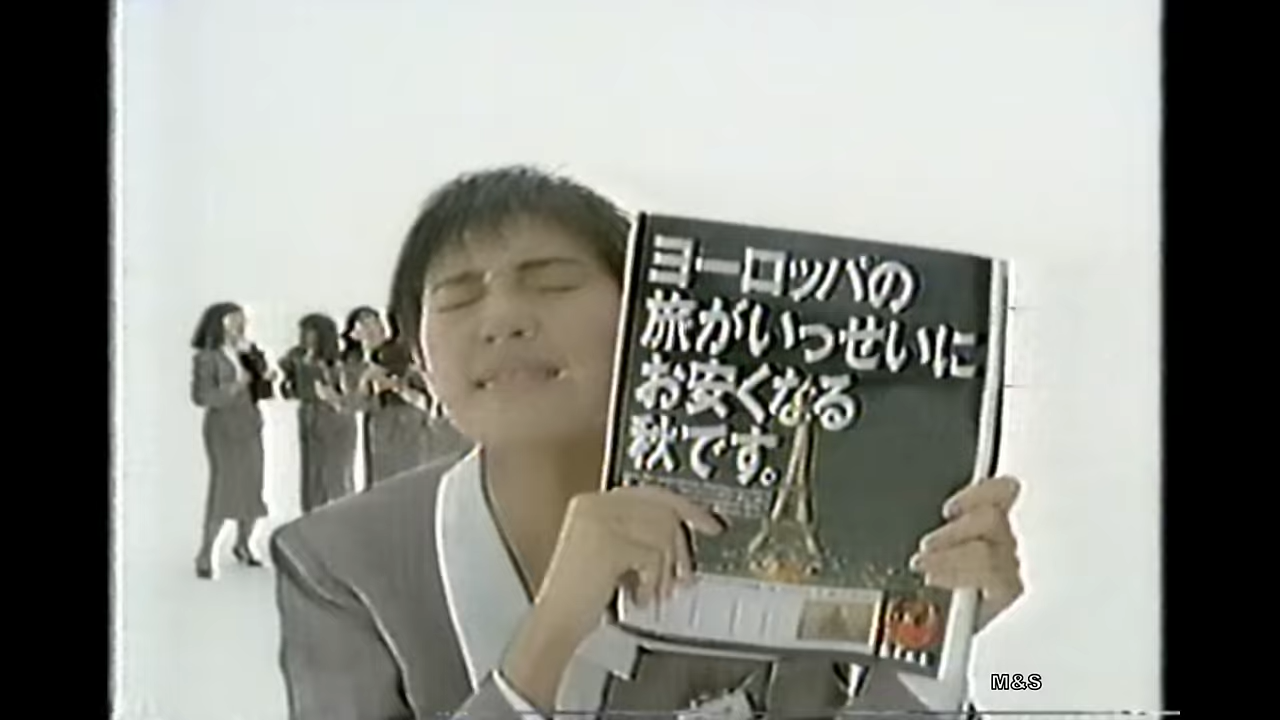 ヨーロッパの
旅がいっせいに
お安くなる
秋です。
M&S